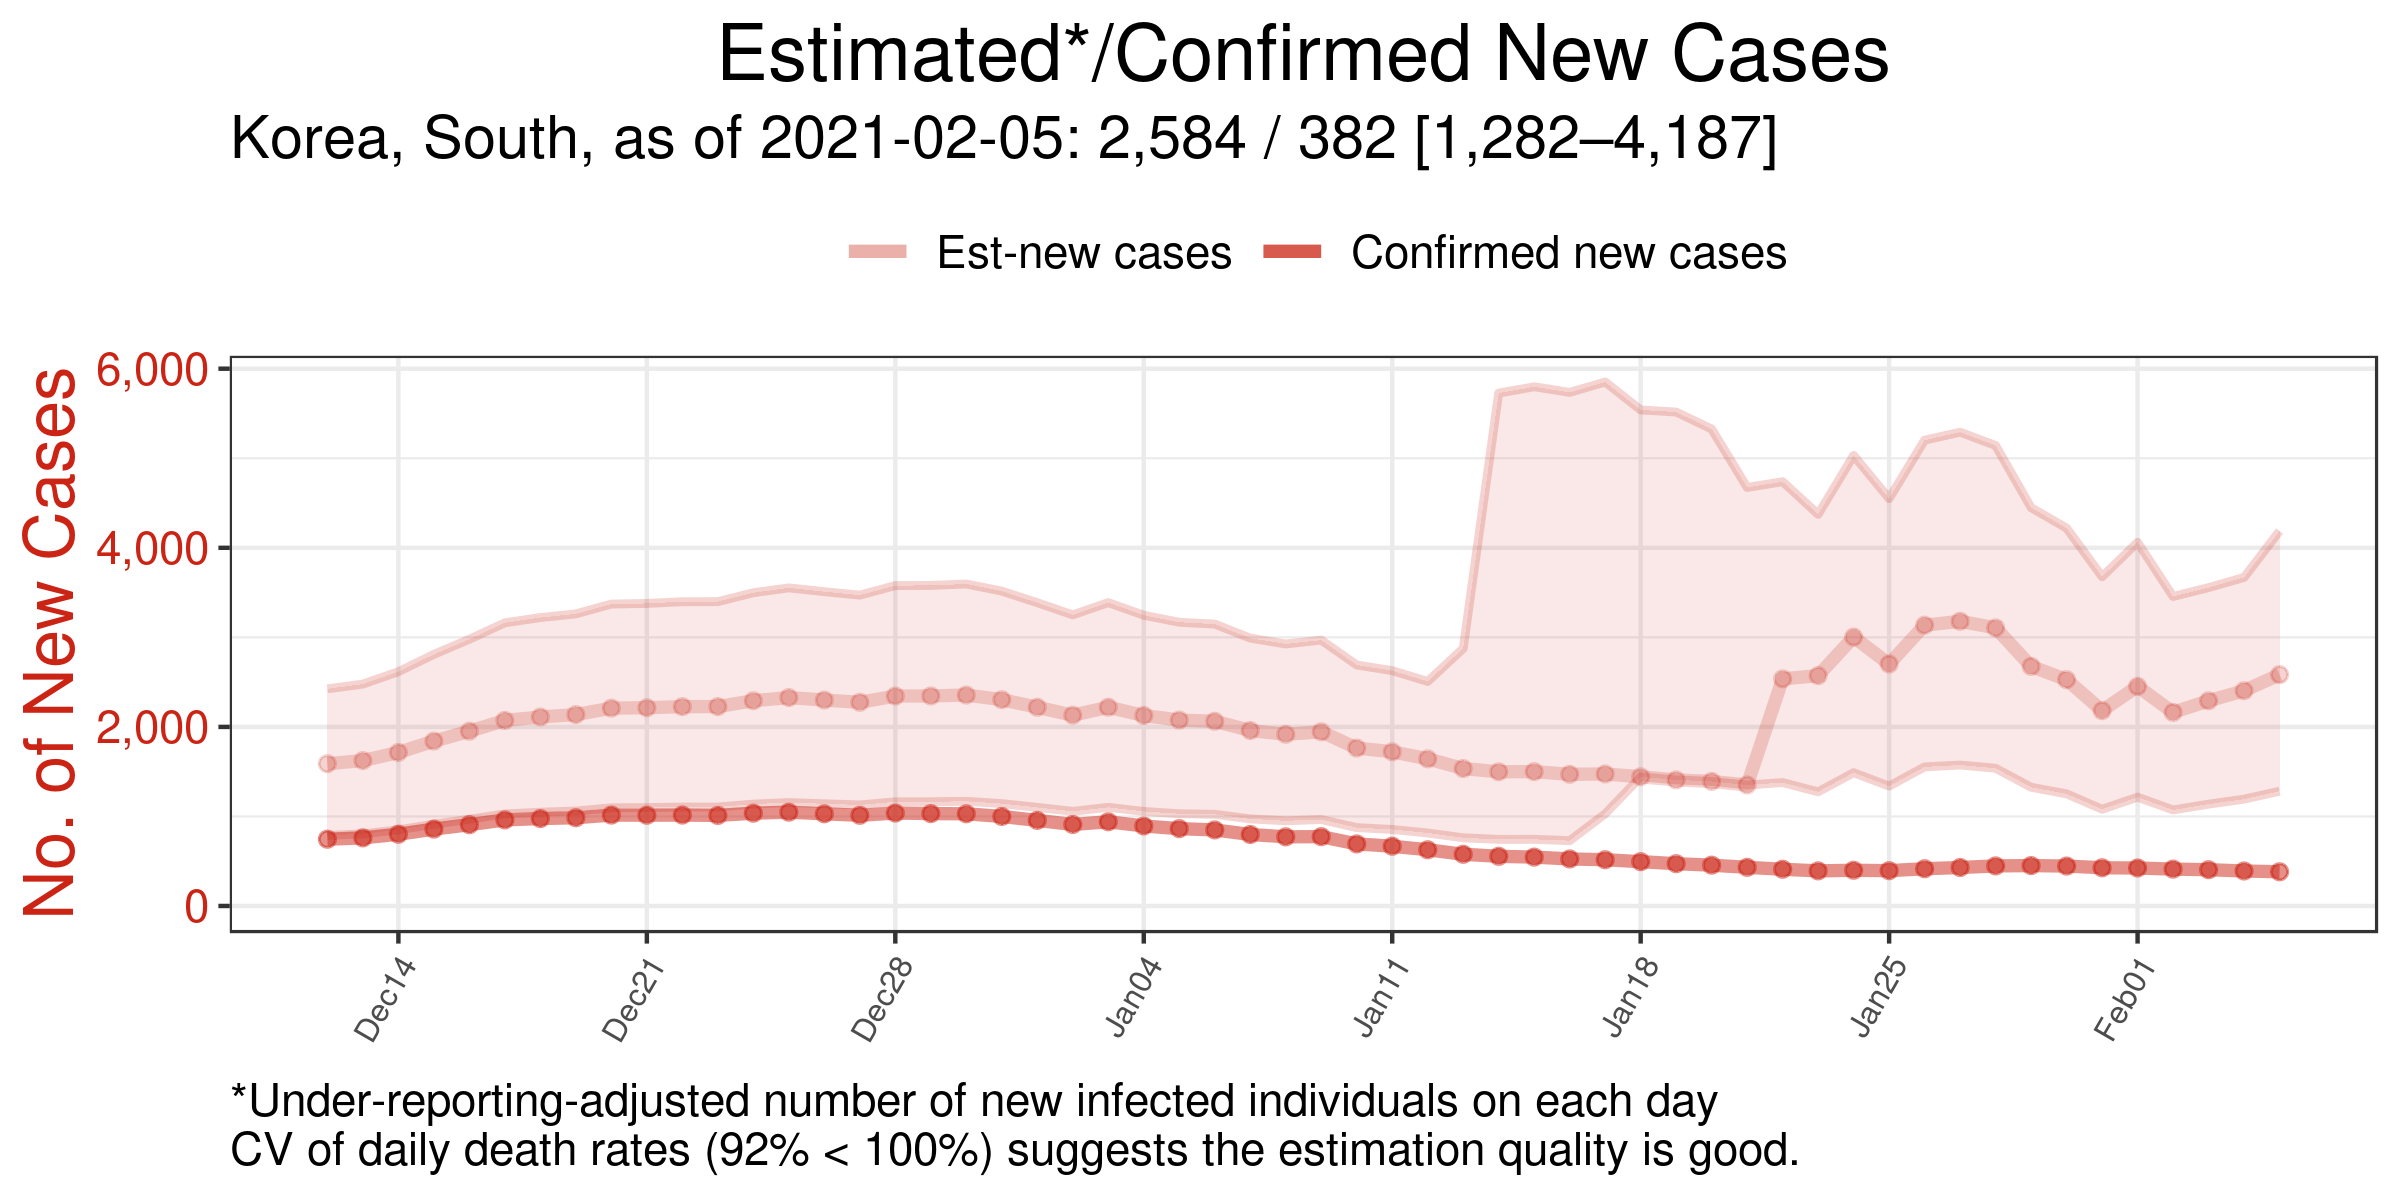 Estimated*/Confirmed New Cases
Korea, South, as of 2021-02-05: 2,584 / 382 [1,282–4,187]
Est-new cases Confirmed new cases
No. of New Cases
6,000
4,000
2,000
0
Dec14 Dec21 Dec28 Jan04 Jan11 Jan18 Jan25 Feb01
*Under-reporting-adjusted number of new infected individuals on each day
CV of daily death rates (92% < 100%) suggests the estimation quality is good.